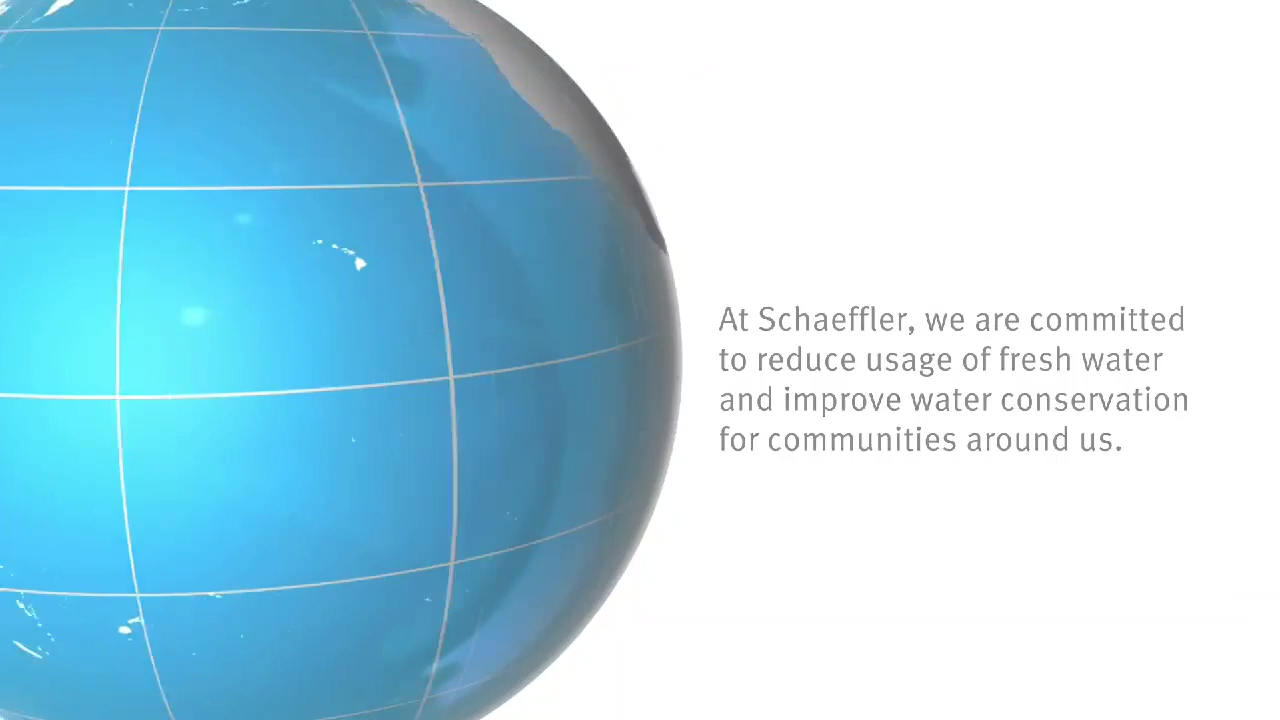 At Schaeffler, we are committed
to reduce usage of fresh water
and improve water conservation
for communities around us.